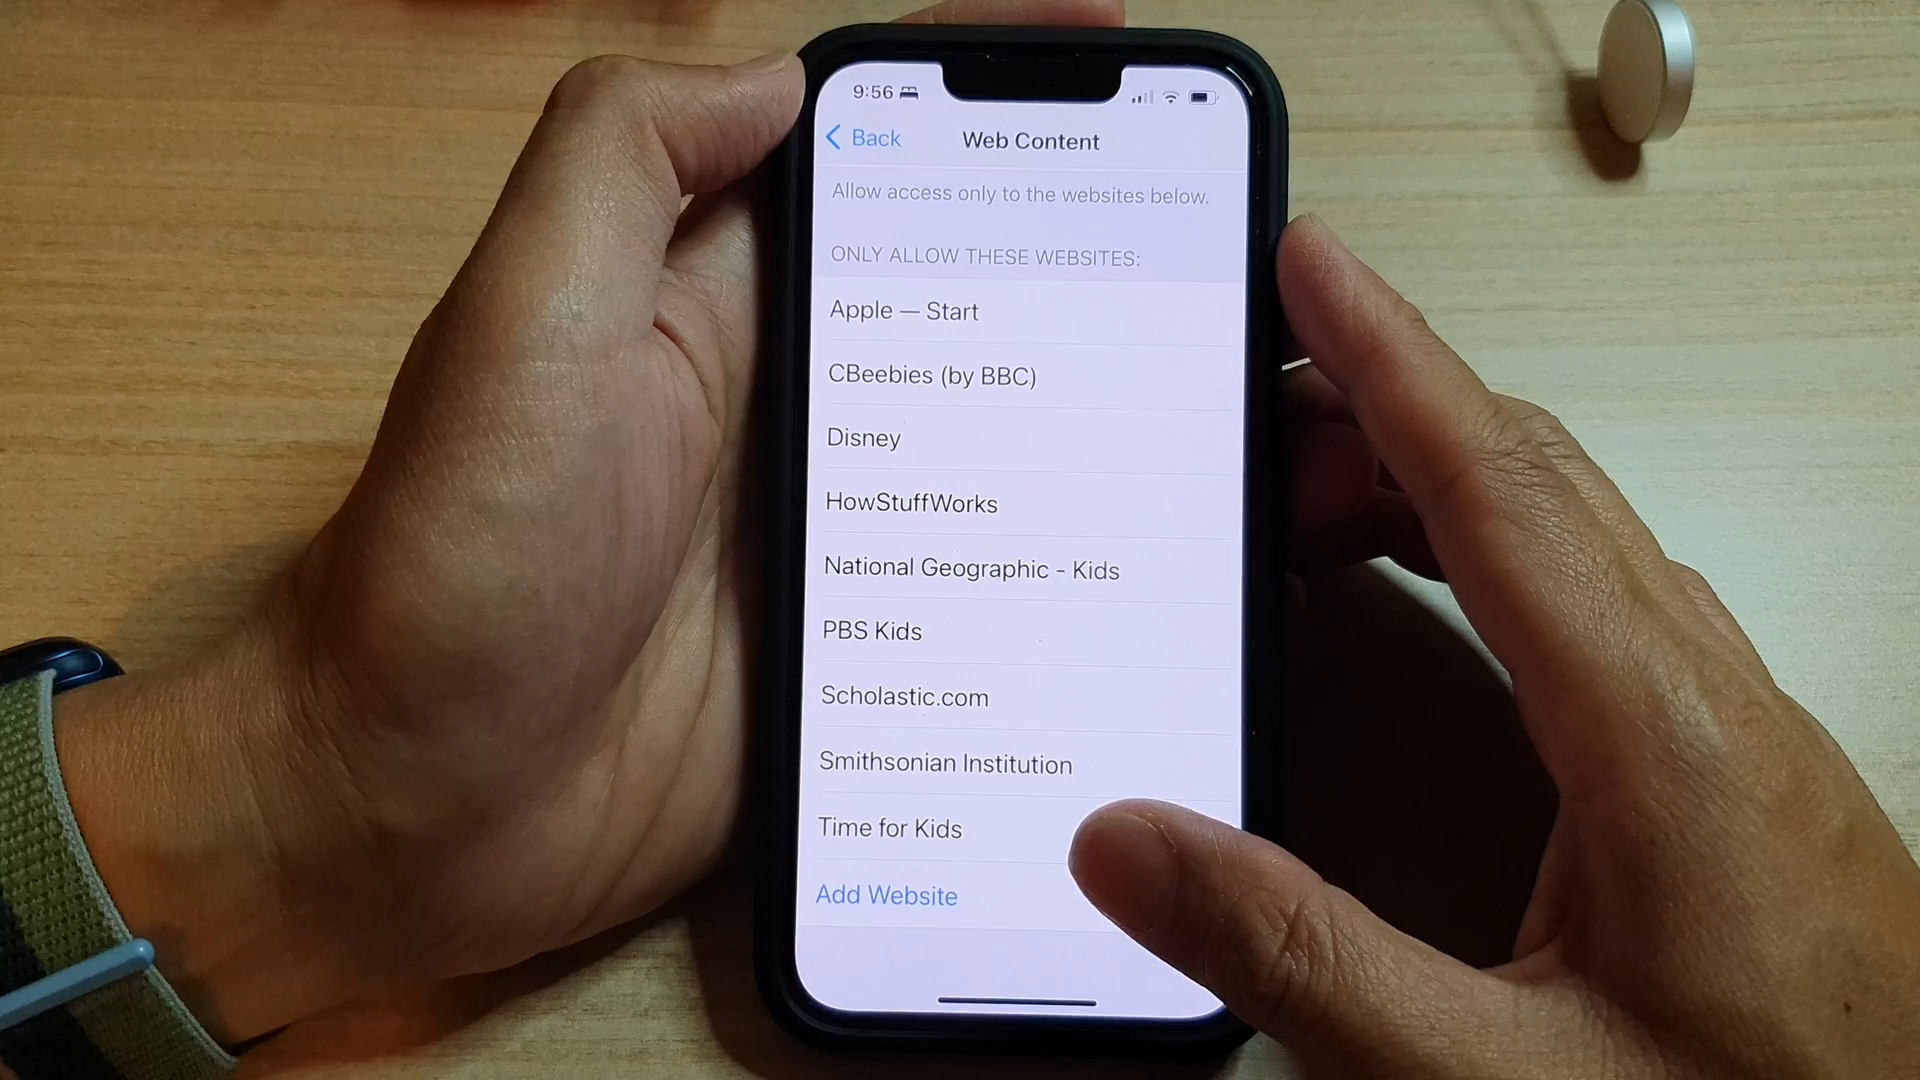 9:56
Back
Web Content
Allow access only to the websites below.
ONLY ALLOW THESE WEBSITES:
Apple — Start
CBeebies (by BBC)
Disney
HowStuffWorks
National Geographic - Kids
PBS Kids
Scholastic.com
Smithsonian Institution
Time for Kids
Add Website